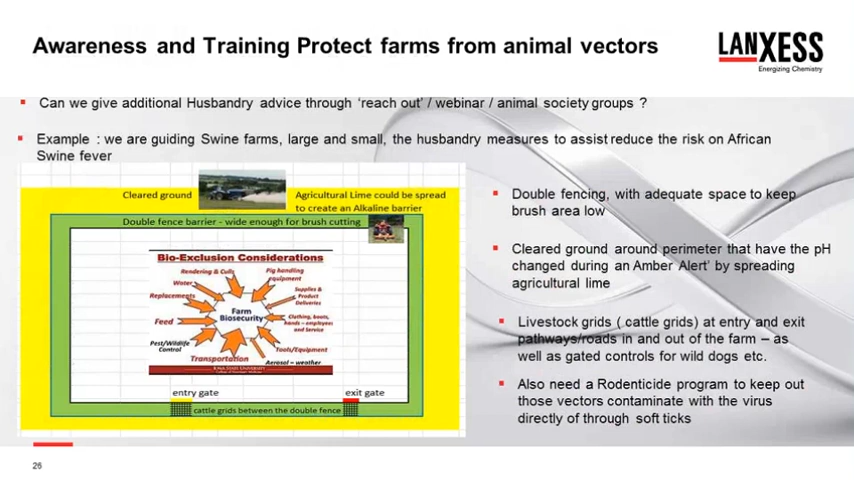 Awareness and Training Protect farms from animal vectors
LANXESS
Energizing Chemistry
Can we give additional Husbandry advice through ‘reach out’ / webinar / animal society groups ?
Example : we are guiding Swine farms, large and small, the husbandry measures to assist reduce the risk on African
Swine fever
Cleared ground
Agricultural Lime could be spread
to create an Alkaline barrier
Double fence barrier - wide enough for brush cutting
Bio-Exclusion Considerations
Rendering & Culls
Pig handling
equipment
Water
Supplies &
Product
Deliveries
Replacements
Farm
Biosecurity
Feed
Clothing, boots,
hands – employees
and Service
Pest/Wildlife
Control
Tools/Equipment
Transportation
Aerosol – weather
IOWA STATE UNIVERSITY
entry gate
exit gate
cattle grids between the double fence
Double fencing, with adequate space to keep
brush area low
Cleared ground around perimeter that have the pH
changed during an Amber Alert’ by spreading
agricultural lime
Livestock grids ( cattle grids) at entry and exit
pathways/roads in and out of the farm – as
well as gated controls for wild dogs etc.
Also need a Rodenticide program to keep out
those vectors contaminate with the virus
directly of through soft ticks
26